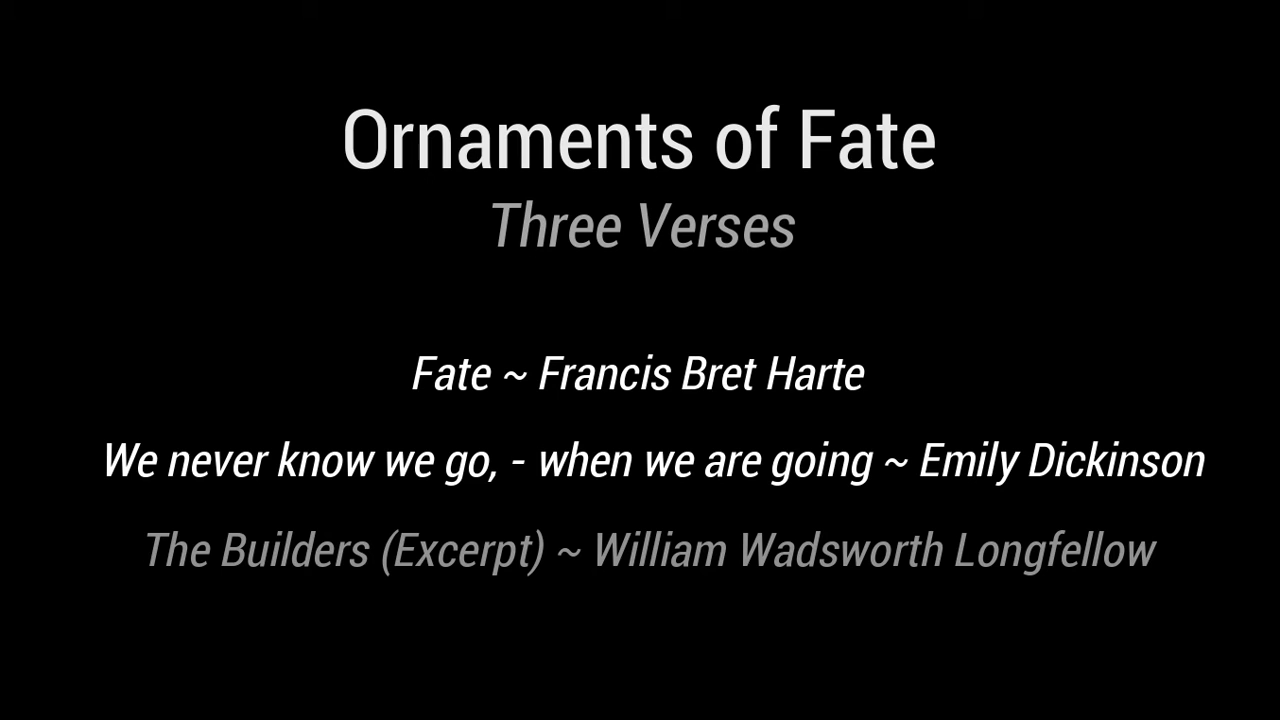 Ornaments of Fate
Three Verses
Fate ~ Francis Bret Harte
We never know we go, - when we are going ~ Emily Dickinson
The Builders (Excerpt) ~ William Wadsworth Longfellow